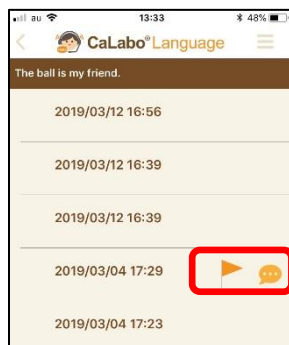 au 13:33 48%
CaLabo® Language
The ball is my friend.
2019/03/12 16:56
2019/03/12 16:39
2019/03/12 16:39
2019/03/04 17:29
2019/03/04 17:23